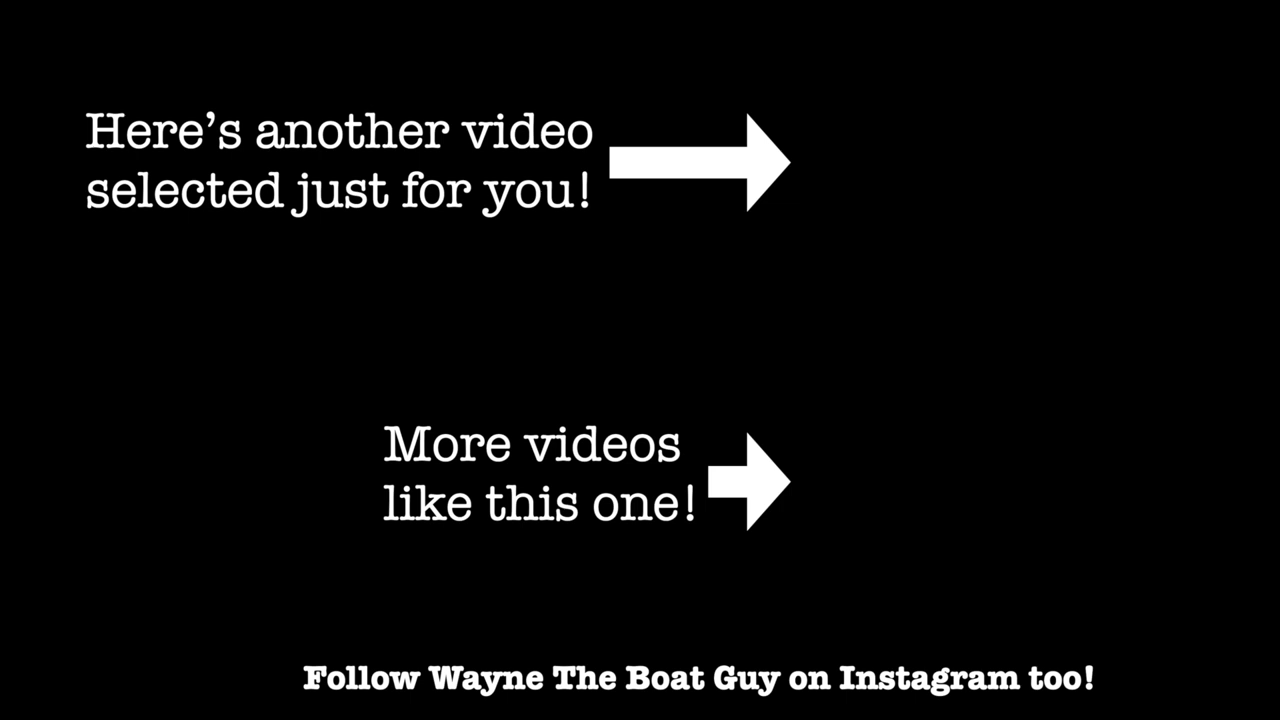 Here’s another video
selected just for you!
More videos
like this one!
Follow Wayne The Boat Guy on Instagram too!